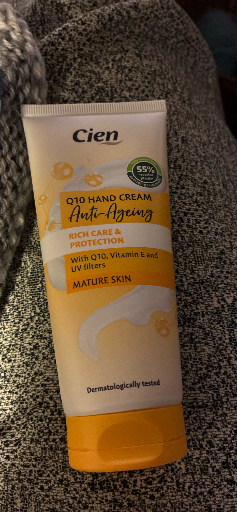 Cien
55%
Q10 HAND CREAM
Anti-Ageing
RICH CARE &
PROTECTION
With Q10, Vitamin E and
UV filters
MATURE SKIN
Dermatologically tested